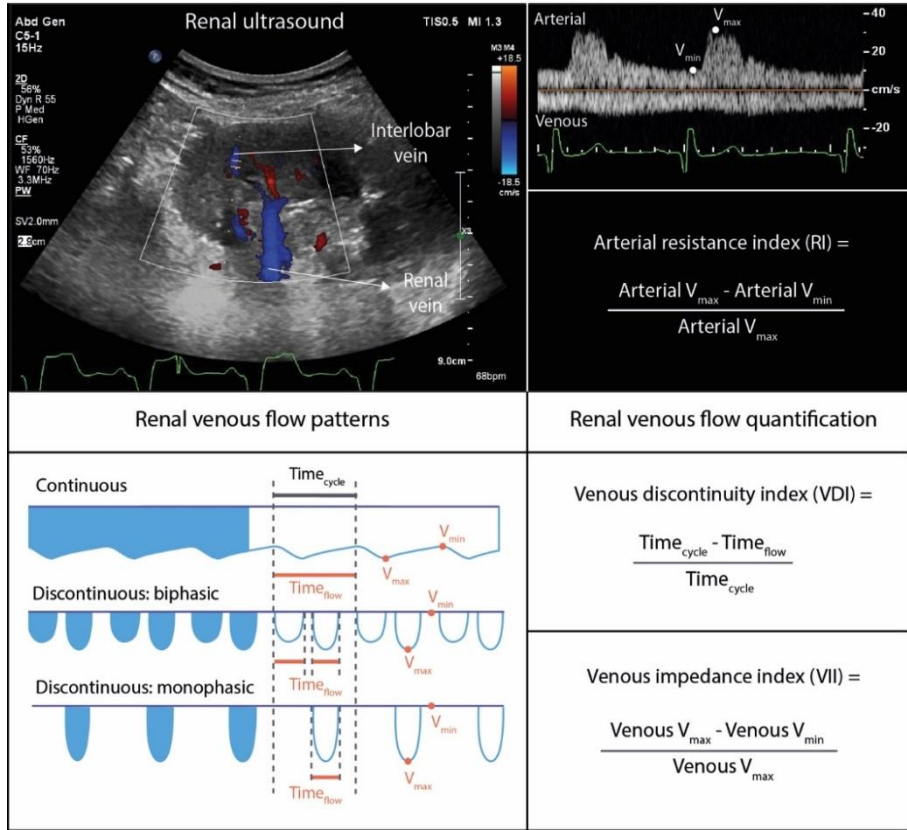 Abd Gen
C5-1
15Hz
Renal ultrasound
TIS0.5 MI 1.3
2D
56%
Dyn R 55
P Med
HGen
CF
53%
1560Hz
WF 70Hz
3.3MHz
PW
SV2.0mm
2.8cm
M3 M4
+18.5
-18.5
cm/s
Interlobar
vein
Renal
vein
9.0cm
68bpm
Arterial
Vmax
Vmin
Venous
40
20
cm/s
-20
Arterial resistance index (RI) =
Arterial Vmax - Arterial Vmin
Arterial Vmax
Renal venous flow patterns
Renal venous flow quantification
Continuous
Timecycle
Vmin
Vmax
Timeflow
Discontinuous: biphasic
Vmin
Vmax
Timeflow
Discontinuous: monophasic
Vmin
Vmax
Timeflow
Venous discontinuity index (VDI) =
Timecycle - Timeflow
Timecycle
Venous impedance index (VII) =
Venous Vmax - Venous Vmin
Venous Vmax